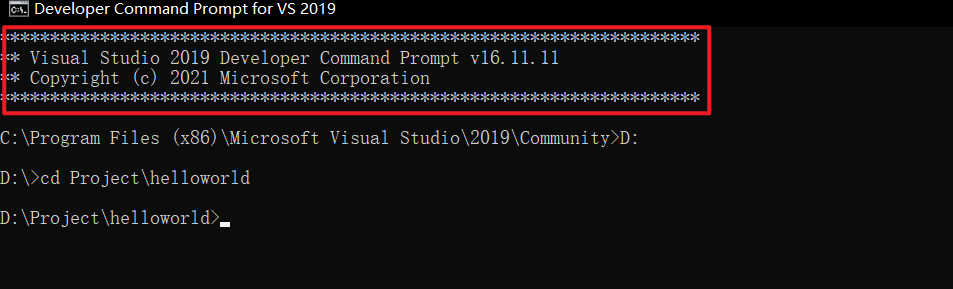 Developer Command Prompt for VS 2019
**********************************************************************
** Visual Studio 2019 Developer Command Prompt v16.11.11
** Copyright (c) 2021 Microsoft Corporation
**********************************************************************
C:\Program Files (x86)\Microsoft Visual Studio\2019\Community>D:
D:\>cd Project\helloworld
D:\Project\helloworld>